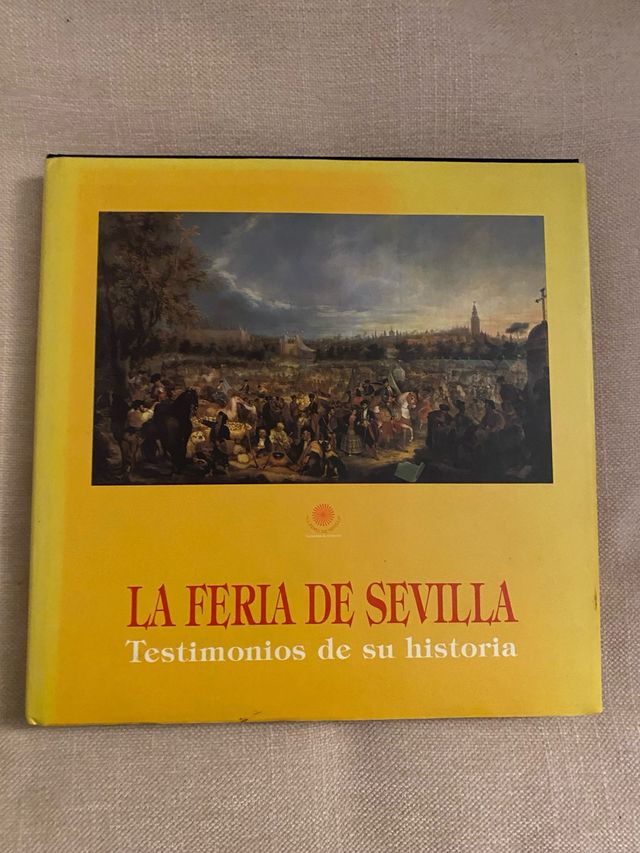 LA FERIA DE SEVILLA
Testimonios de su historia